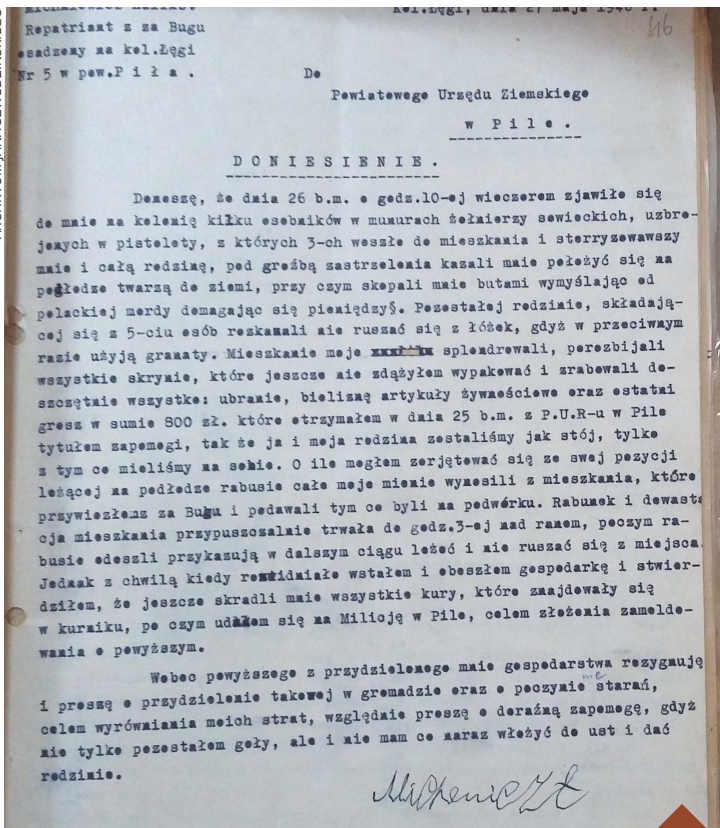 Repatriant z za Bugu
osadzony na kol.Łęgi
Nr 5 w pow.P i ł a .
46
Do
Powiatowego Urzędu Ziemskiego
w P i l e .
D O N I E S I E N I E .
Donoszę, że dnia 26 b.m. o godz.10-ej wieczorem zjawiło się
do mnie na kolonię kilku osobników w munurach żołnierzy sowieckich, uzbro-
jonych w pistolety, z których 3-ch weszło do mieszkania i sterryzowawszy
mnie i całą rodzinę, pod groźbą zastrzelenia kazali mnie położyć się na
podłodze twarzą do ziemi, przy czym skopali mnie butami wymyślając od
polackiej mordy domagając się pieniędzy§. Pozostałej rodzinie, składają-
cej się z 5-ciu osób rozkazali nie ruszać się z łóżek, gdyż w przeciwnym
razie użyją granaty. Mieszkanie moje splondrowali, porozbijali
wszystkie skrynie, które jeszcze nie zdążyłem wypakować i zrabowali do-
szczętnie wszystko: ubranie, bieliznę artykuły żywnościowe oraz ostatni
grosz w sumie 800 zł. które otrzymałem w dnia 25 b.m. z P.U.R-u w Pile
tytułem zapomogi, tak że ja i moja rodzina zostaliśmy jak stój, tylko
z tym co mieliśmy na sobie. O ile mogłem zorjętować się ze swej pozycji
leżącej na podłodze rabusie całe moje mienie wynosili z mieszkania, które
przywiozłemz za Bugu i podawali tym co byli na podwórku. Rabunek i dewasta
cja mieszkania przypuszczalnie trwała do godz.3-ej nad ranem, poczym ra-
busie odeszli przykazują w dalszym ciągu leżeć i nie ruszać się z miejsca.
Jednak z chwilą kiedy rozwidniało wstałem i obeszłem gospodarkę i stwier-
dziłem, że jeszcze skradli mnie wszystkie kury, które znajdowały się
w kurniku, po czym udałem się na Milicję w Pile, celem złożenia zameldo-
wania o powyższym.
Wobec powyższego z przydzielonego mnie gospodarstwa rezygnuję
i proszę o przydzielenie takowej w gromadzie oraz o poczynienie starań,
celem wyrówniania moich strat, względnie proszę o doraźną zapomogę, gdyż
nie tylko pozostałem goły, ale i nie mam co naraz włożyć do ust i dać
rodzinie.